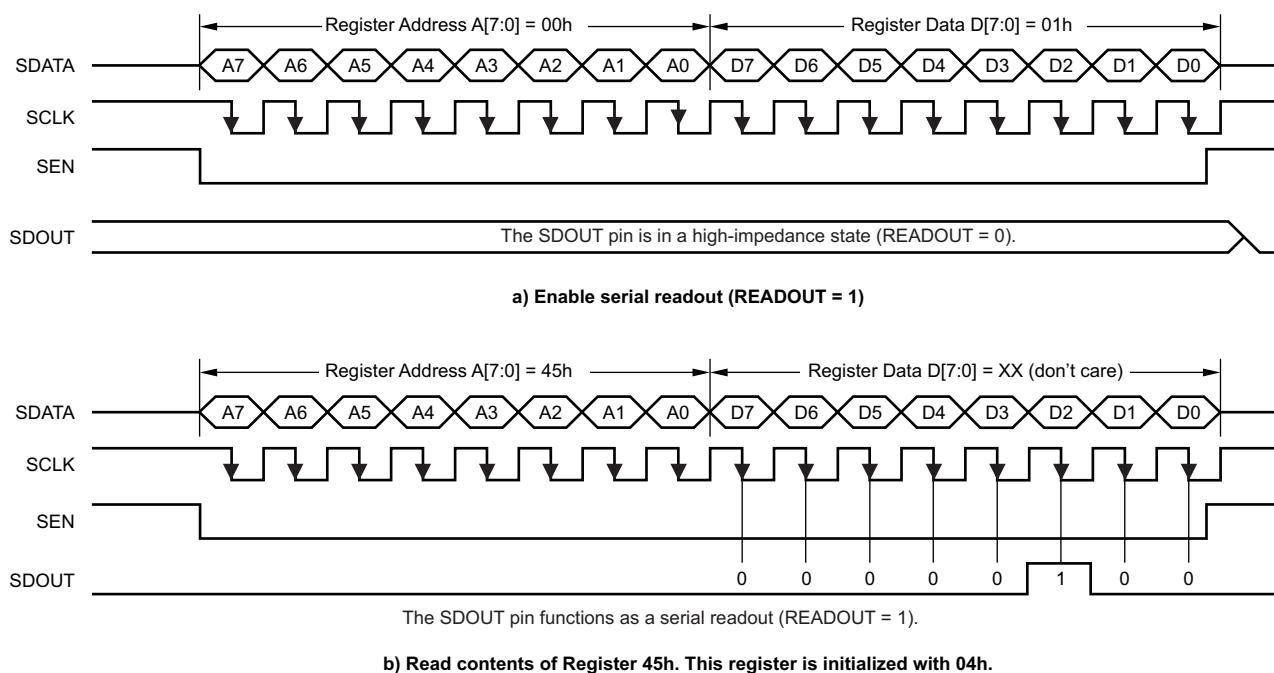 Register Address A[7:0] = 00h Register Data D[7:0] = 01h
SDATA A7 A6 A5 A4 A3 A2 A1 A0 D7 D6 D5 D4 D3 D2 D1 D0
SCLK
SEN
SDOUT The SDOUT pin is in a high-impedance state (READOUT = 0).
a) Enable serial readout (READOUT = 1)
Register Address A[7:0] = 45h Register Data D[7:0] = XX (don't care)
SDATA A7 A6 A5 A4 A3 A2 A1 A0 D7 D6 D5 D4 D3 D2 D1 D0
SCLK
SEN
SDOUT 0 0 0 0 0 1 0 0
The SDOUT pin functions as a serial readout (READOUT = 1).
b) Read contents of Register 45h. This register is initialized with 04h.